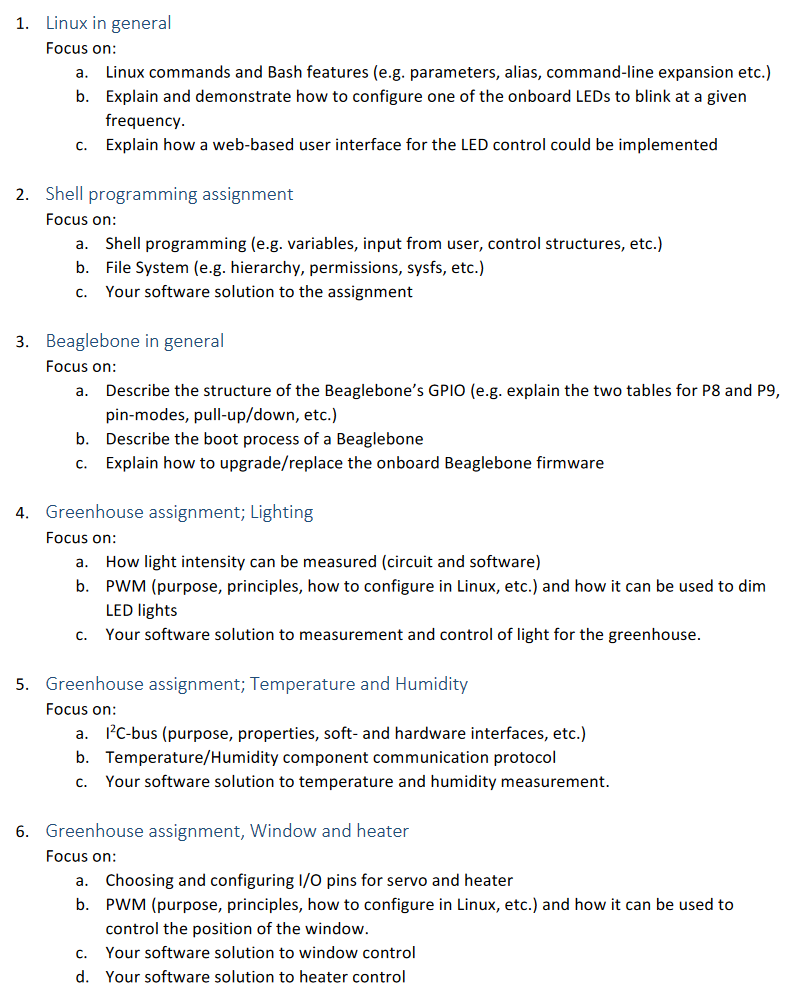 1. Linux in general
Focus on:
a. Linux commands and Bash features (e.g. parameters, alias, command-line expansion etc.)
b. Explain and demonstrate how to configure one of the onboard LEDs to blink at a given
frequency.
c. Explain how a web-based user interface for the LED control could be implemented
2. Shell programming assignment
Focus on:
a. Shell programming (e.g. variables, input from user, control structures, etc.)
b. File System (e.g. hierarchy, permissions, sysfs, etc.)
c. Your software solution to the assignment
3. Beaglebone in general
Focus on:
a. Describe the structure of the Beaglebone's GPIO (e.g. explain the two tables for P8 and P9,
pin-modes, pull-up/down, etc.)
b. Describe the boot process of a Beaglebone
c. Explain how to upgrade/replace the onboard Beaglebone firmware
4. Greenhouse assignment; Lighting
Focus on:
a. How light intensity can be measured (circuit and software)
b. PWM (purpose, principles, how to configure in Linux, etc.) and how it can be used to dim
LED lights
c. Your software solution to measurement and control of light for the greenhouse.
5. Greenhouse assignment; Temperature and Humidity
Focus on:
a. I²C-bus (purpose, properties, soft- and hardware interfaces, etc.)
b. Temperature/Humidity component communication protocol
c. Your software solution to temperature and humidity measurement.
6. Greenhouse assignment, Window and heater
Focus on:
a. Choosing and configuring I/O pins for servo and heater
b. PWM (purpose, principles, how to configure in Linux, etc.) and how it can be used to
control the position of the window.
c. Your software solution to window control
d. Your software solution to heater control